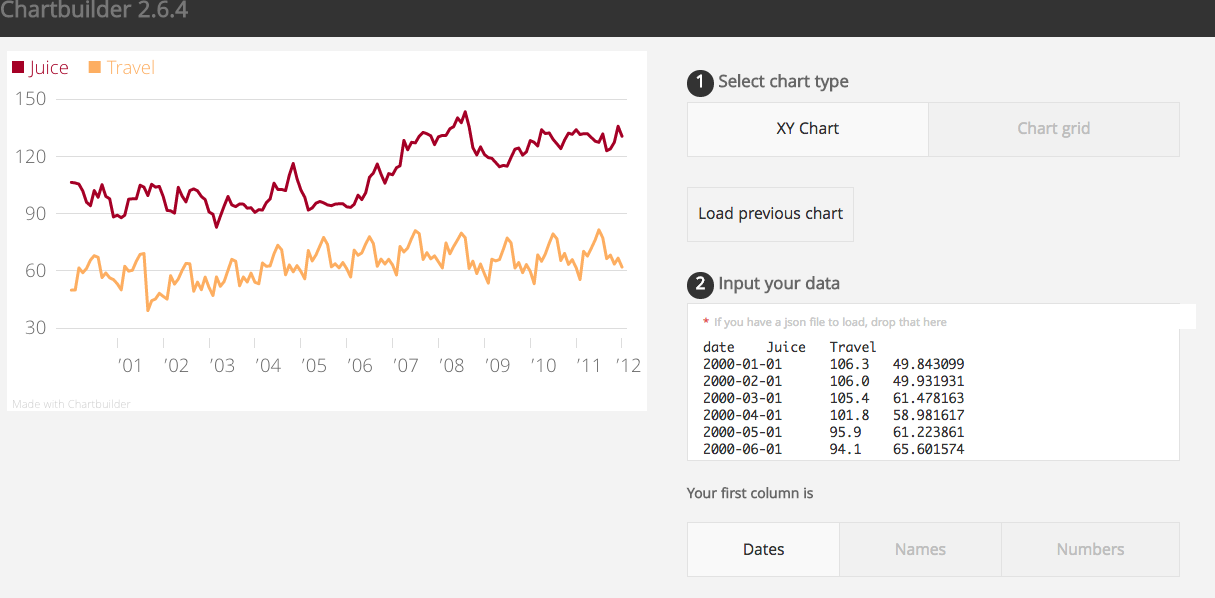 Chartbuilder 2.6.4
Juice Travel
150
120
90
60
30
’01 ’02 ’03 ’04 ’05 ’06 ’07 ’08 ’09 ’10 ’11 ’12
Made with Chartbuilder
1 Select chart type
XY Chart Chart grid
Load previous chart
2 Input your data
* If you have a json file to load, drop that here
date Juice Travel
2000-01-01 106.3 49.843099
2000-02-01 106.0 49.931931
2000-03-01 105.4 61.478163
2000-04-01 101.8 58.981617
2000-05-01 95.9 61.223861
2000-06-01 94.1 65.601574
Your first column is
Dates Names Numbers